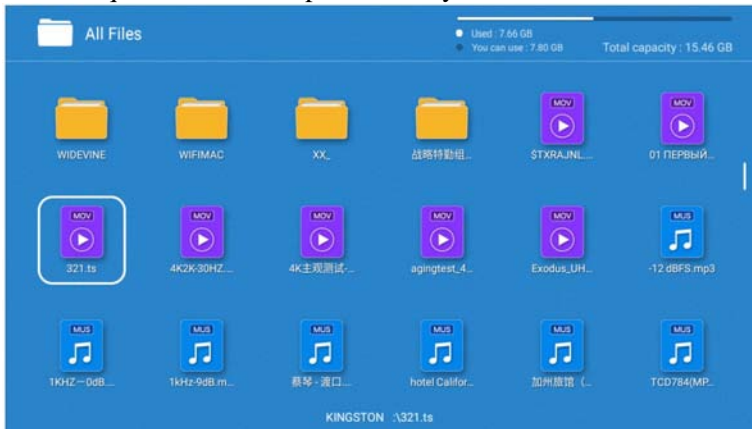 All Files
Used : 7.66 GB
You can use : 7.80 GB
Total capacity : 15.46 GB
MOV MOV
WIDEVINE WIFIMAC XX_ 战略特勤组... $TXRAJNL... 01 ПЕРВЫЙ...
MOV MOV MOV MOV MOV MUS
321.ts 4K2K-30HZ... 4K主观测试-... agingtest_4... Exodus_UH... -12 dBFS.mp3
MUS MUS MUS MUS MUS MUS
1KHZ—0dB... 1kHz-9dB.m... 蔡琴 - 渡口... hotel Califor... 加州旅馆（... TCD784(MP...
KINGSTON :\321.ts